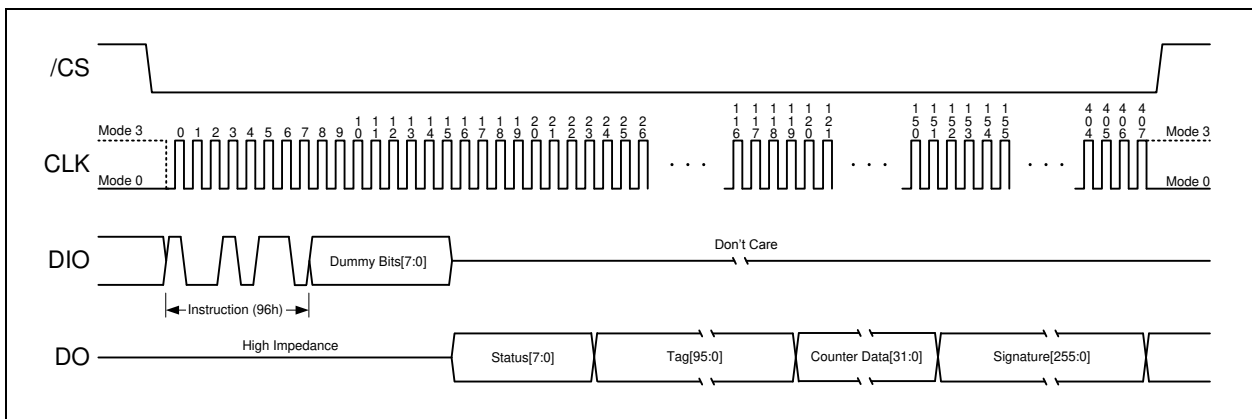 /CS
Mode 3
0 1 2 3 4 5 6 7 8 9 10 11 12 13 14 15 16 17 18 19 20 21 22 23 24 25 26 116 117 118 119 120 121 150 151 152 153 154 155 404 405 406 407
Mode 3
CLK
. . . . . . . . .
Mode 0
Mode 0
DIO
Dummy Bits[7:0]
Don't Care
Instruction (96h)
DO
High Impedance
Status[7:0]
Tag[95:0]
Counter Data[31:0]
Signature[255:0]